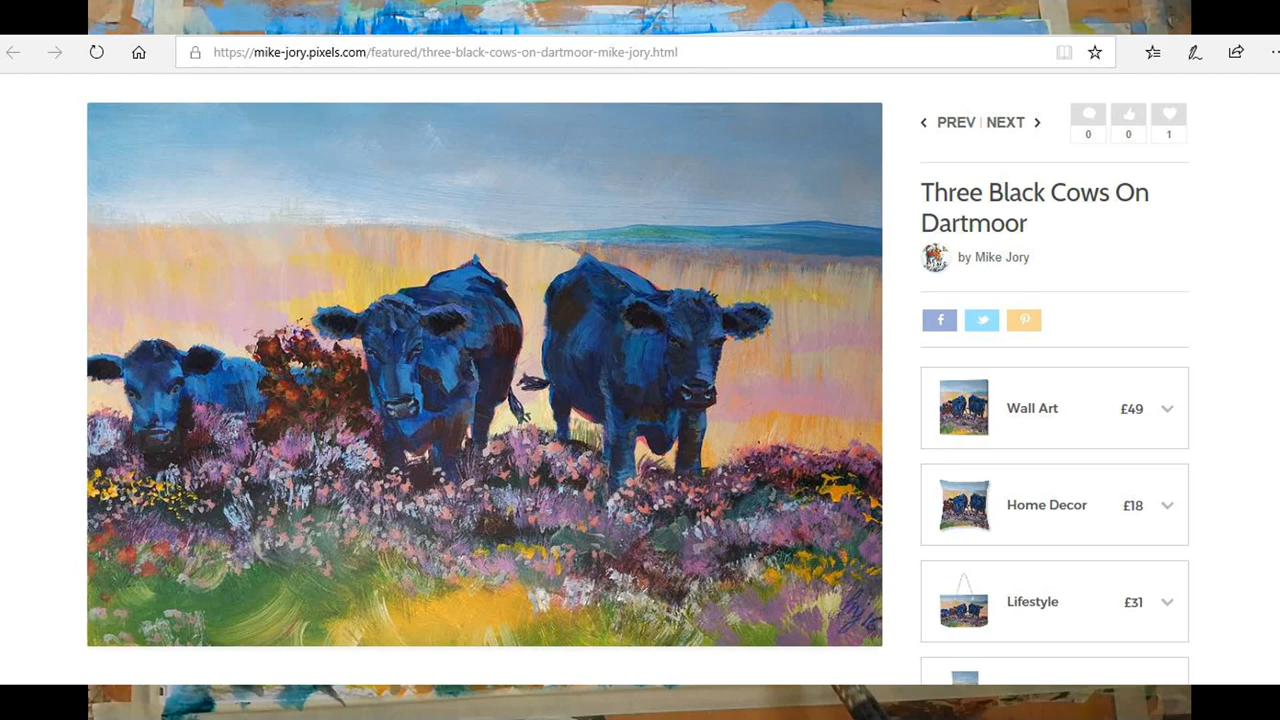 https://mike-jory.pixels.com/featured/three-black-cows-on-dartmoor-mike-jory.html
PREV | NEXT
0 0 1
Three Black Cows On
Dartmoor
by Mike Jory
Wall Art £49
Home Decor £18
Lifestyle £31